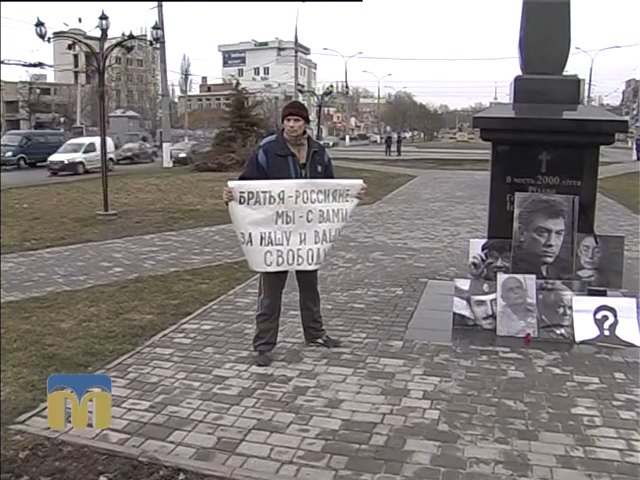 БРАТЬЯ-РОССИЯНЕ,
МЫ-С ВАМИ
ЗА НАШУ И ВАШУ
СВОБОДУ
В честь 2000 летия